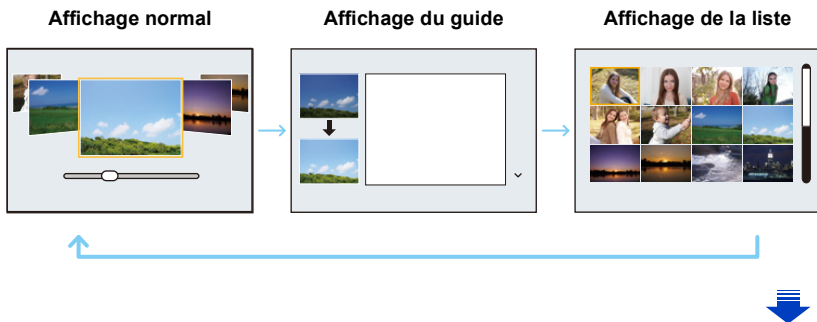 Affichage normal
Affichage du guide
Affichage de la liste